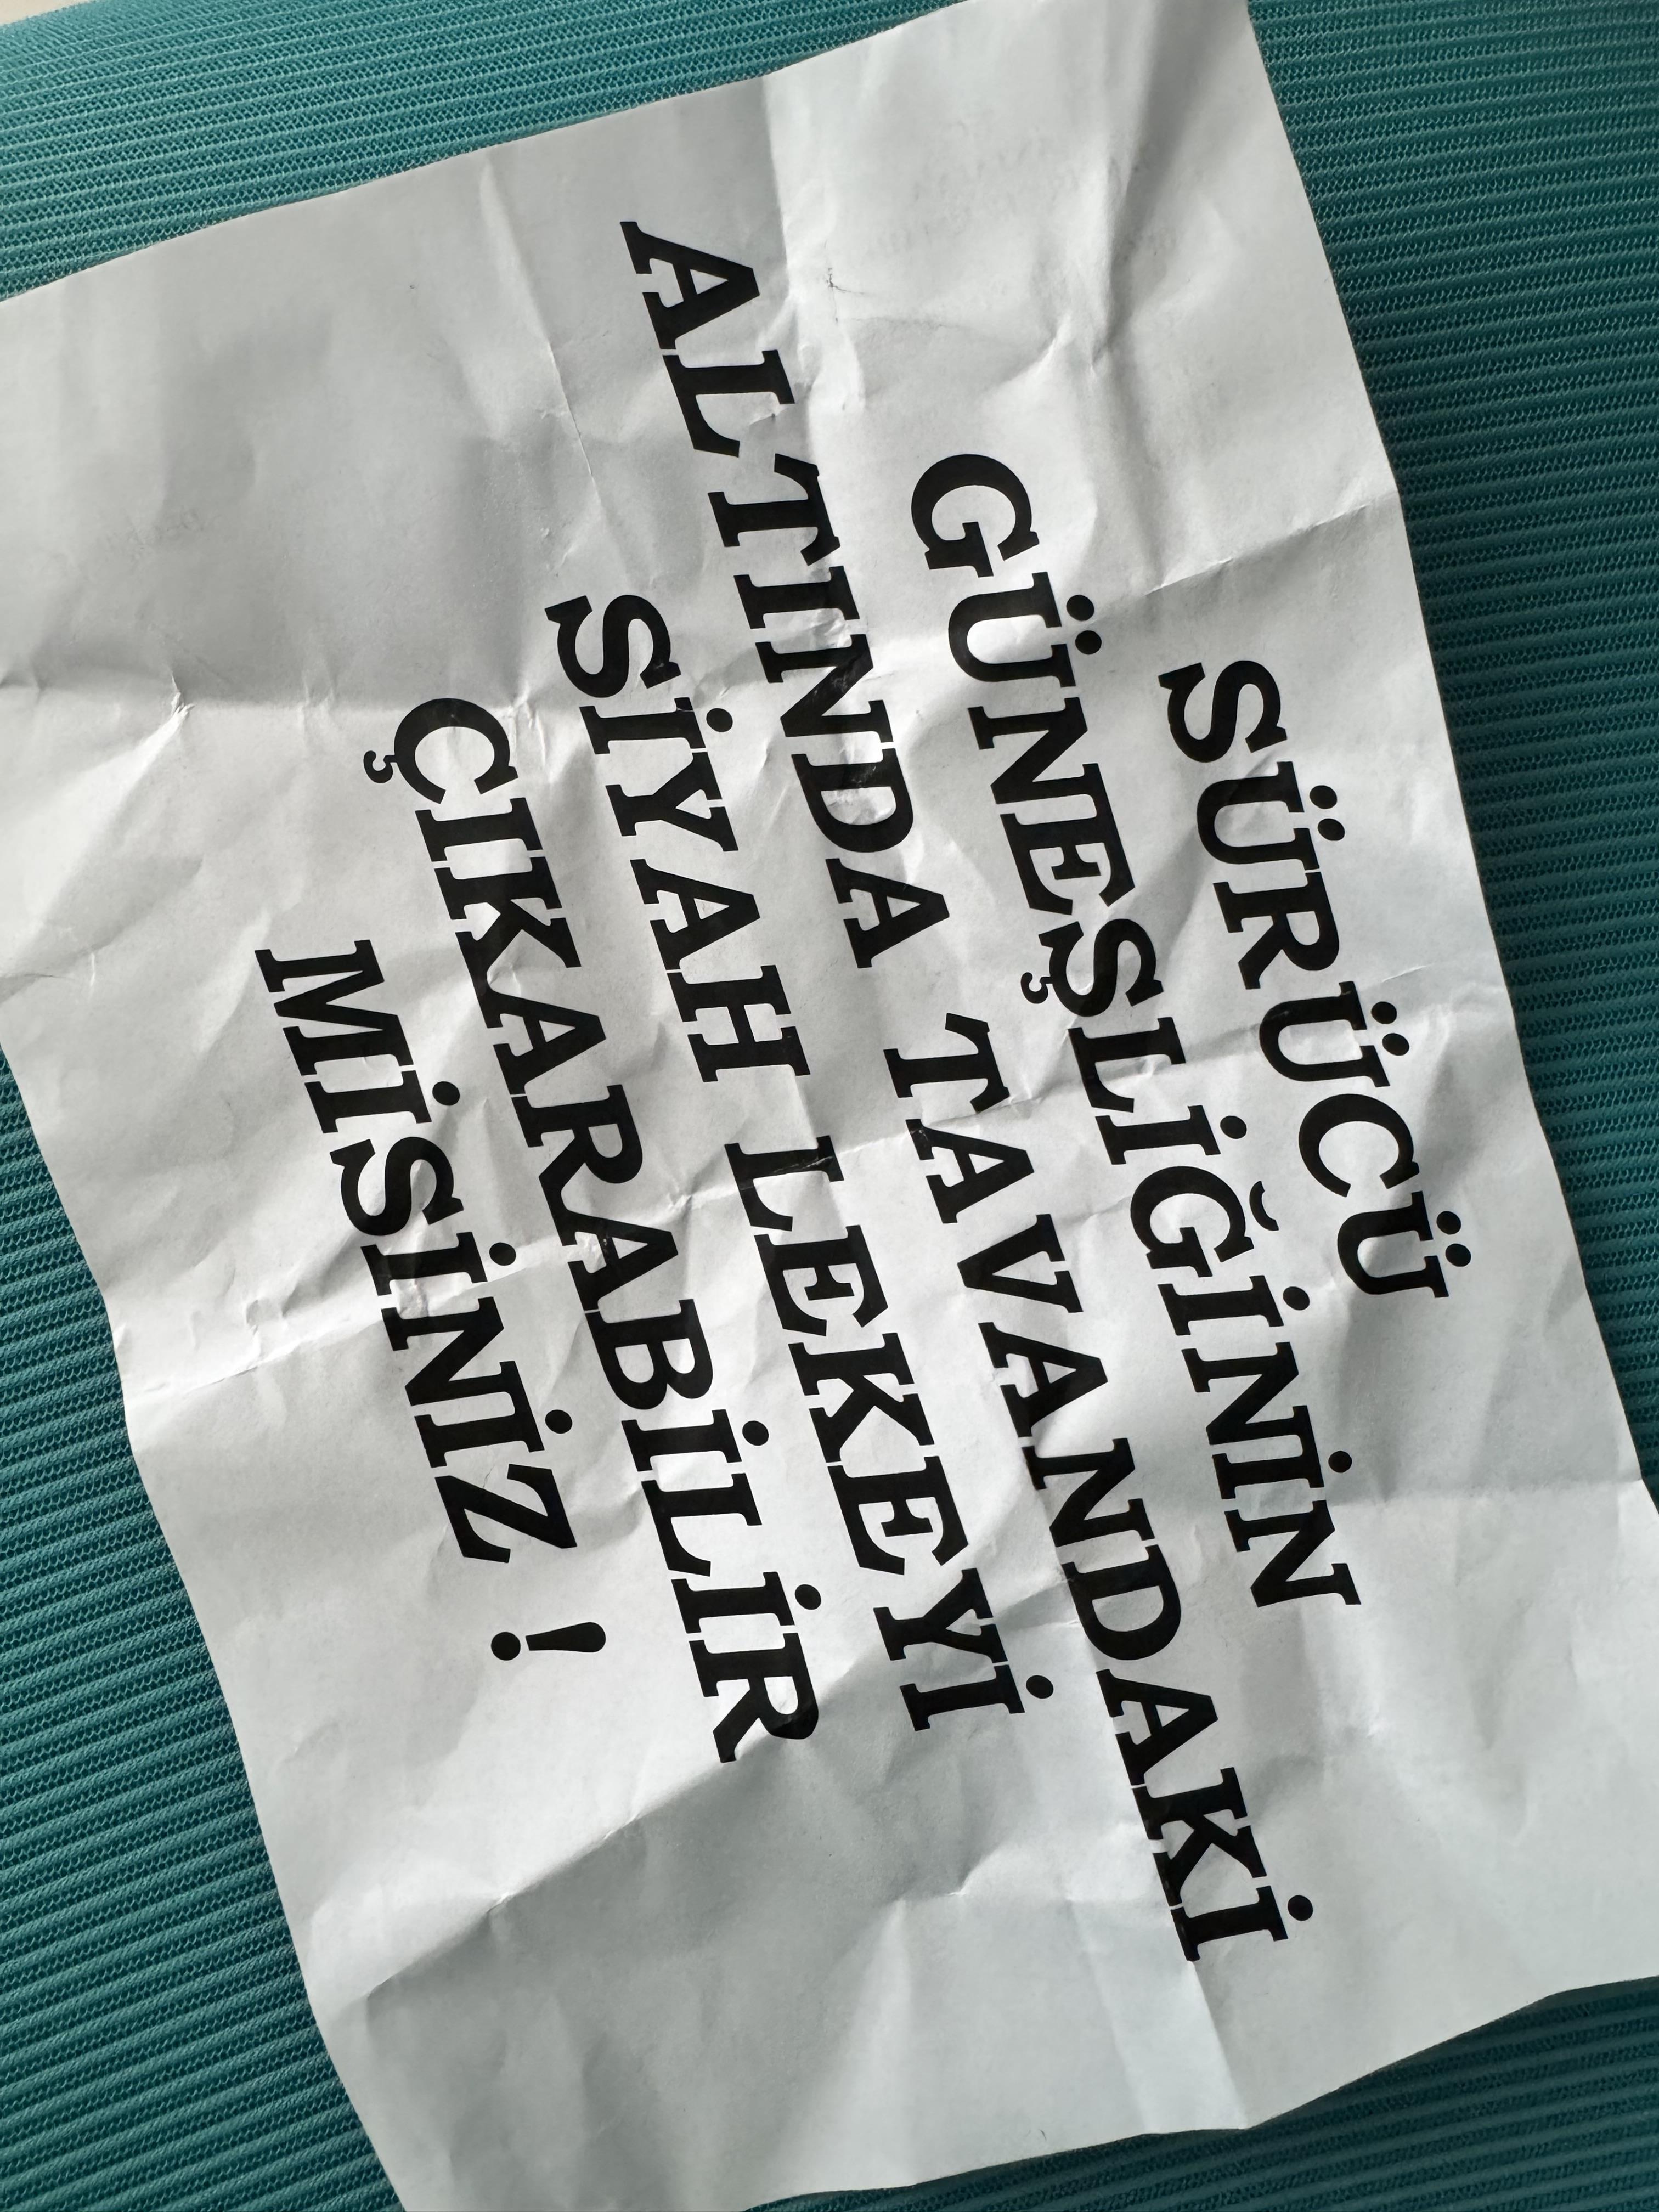 SÜRÜCÜ
GÜNEŞLİĞİNİN
ALTINDA TAVANDAKİ
SİYAH LEKEYİ
ÇIKARABİLİR
MİSİNİZ !